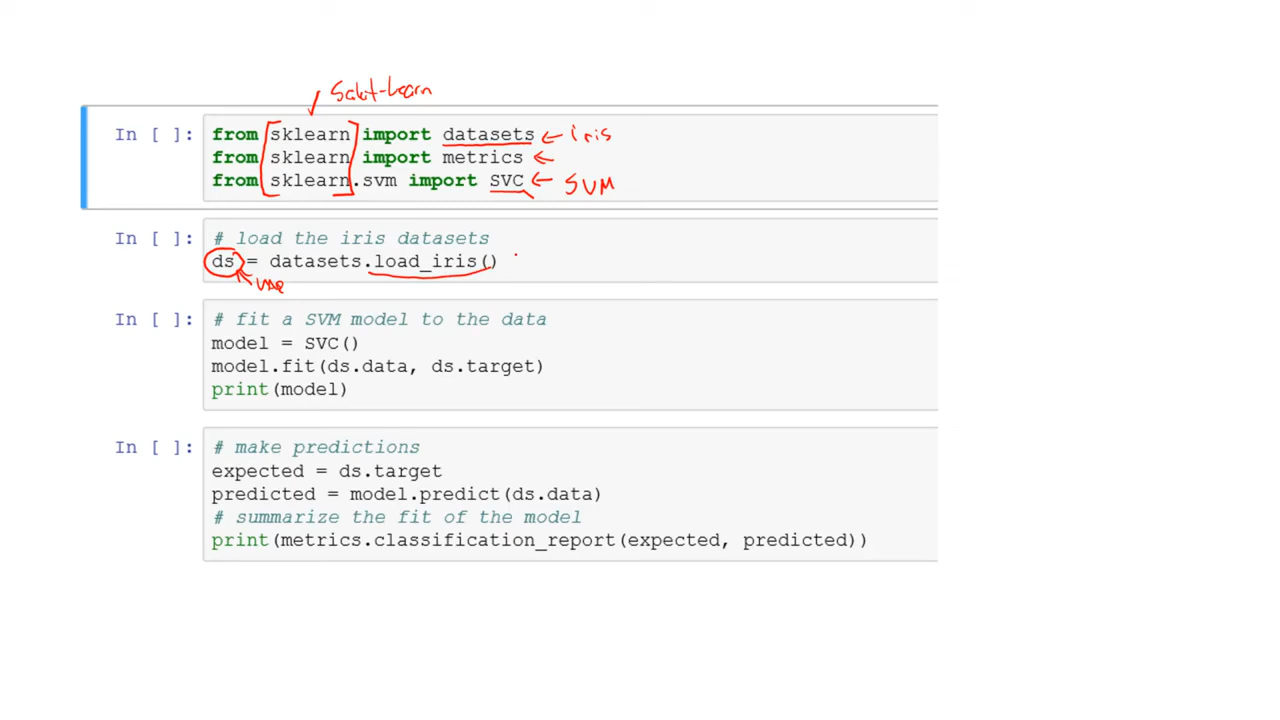 Scikit-learn
In [ ]: from sklearn import datasets ← iris
from sklearn import metrics ←
from sklearn.svm import SVC ← SVM
In [ ]: # load the iris datasets
ds = datasets.load_iris()
In [ ]: # fit a SVM model to the data
model = SVC()
model.fit(ds.data, ds.target)
print(model)
In [ ]: # make predictions
expected = ds.target
predicted = model.predict(ds.data)
# summarize the fit of the model
print(metrics.classification_report(expected, predicted))